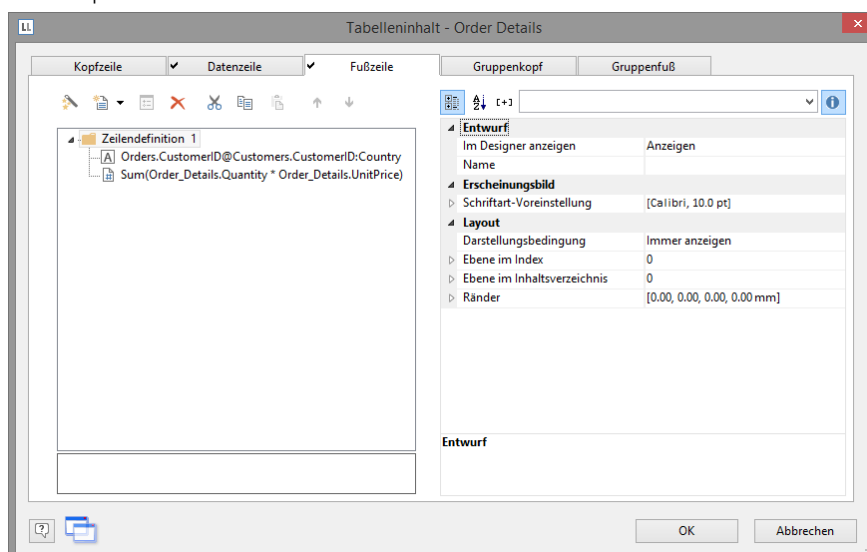 LL Tabelleninhalt - Order Details
Kopfzeile Datenzeile Fußzeile Gruppenkopf Gruppenfuß
Zeilendefinition 1
A Orders.CustomerID@Customers.CustomerID:Country
Sum(Order_Details.Quantity * Order_Details.UnitPrice)
Entwurf
Im Designer anzeigen Anzeigen
Name
Erscheinungsbild
Schriftart-Voreinstellung [Calibri, 10.0 pt]
Layout
Darstellungsbedingung Immer anzeigen
Ebene im Index 0
Ebene im Inhaltsverzeichnis 0
Ränder [0.00, 0.00, 0.00, 0.00 mm]
Entwurf
OK Abbrechen